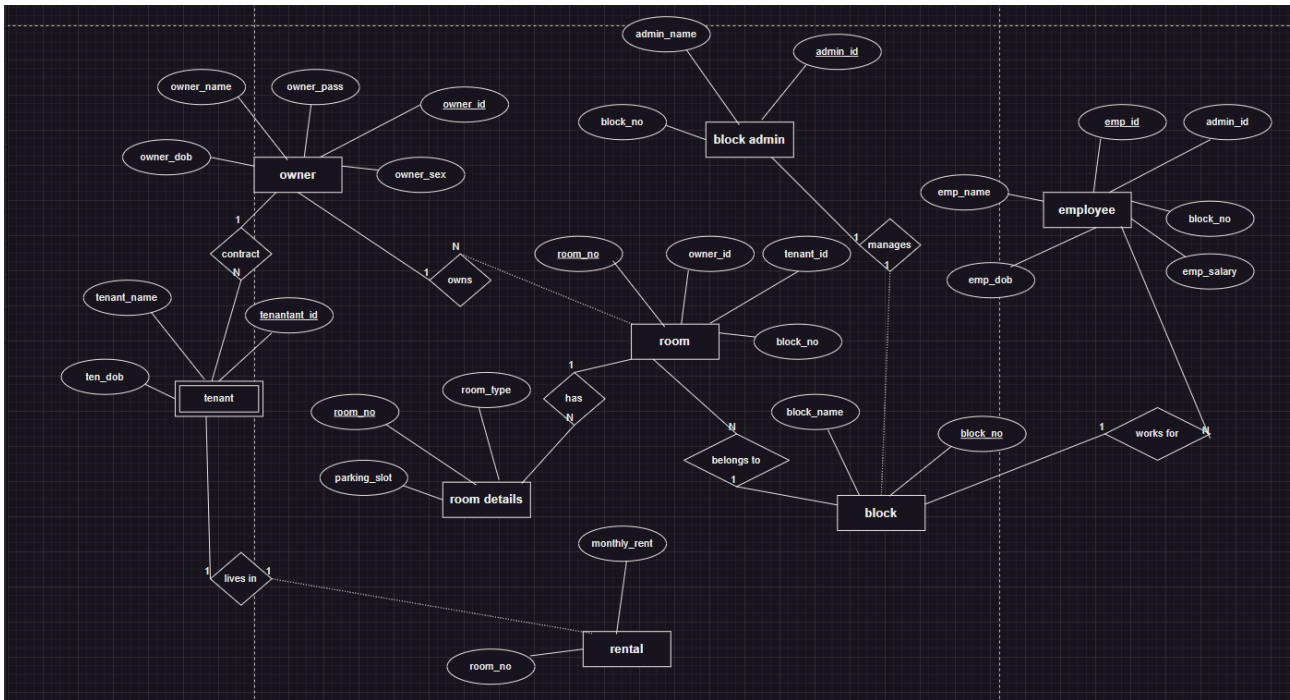 admin_name
admin_id
block_no
block admin
owner_name
owner_pass
owner_id
owner_dob
owner_sex
owner
emp_id
admin_id
emp_name
employee
block_no
emp_salary
emp_dob
1
contract
N
N
1
owns
room_no
owner_id
tenant_id
1
manages
1
tenant_name
tenantant_id
ten_dob
tenant
room
block_no
1
has
N
room_type
room_no
parking_slot
room details
N
belongs to
1
block_name
block_no
block
1
works for
N
monthly_rent
1
lives in
1
rental
room_no